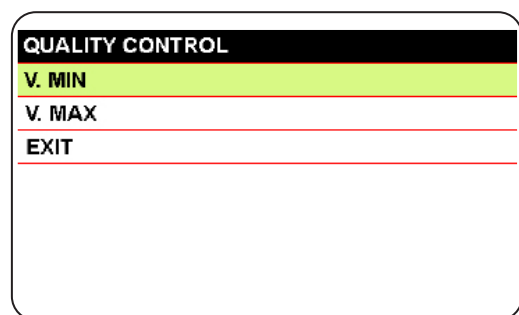 QUALITY CONTROL
V. MIN
V. MAX
EXIT